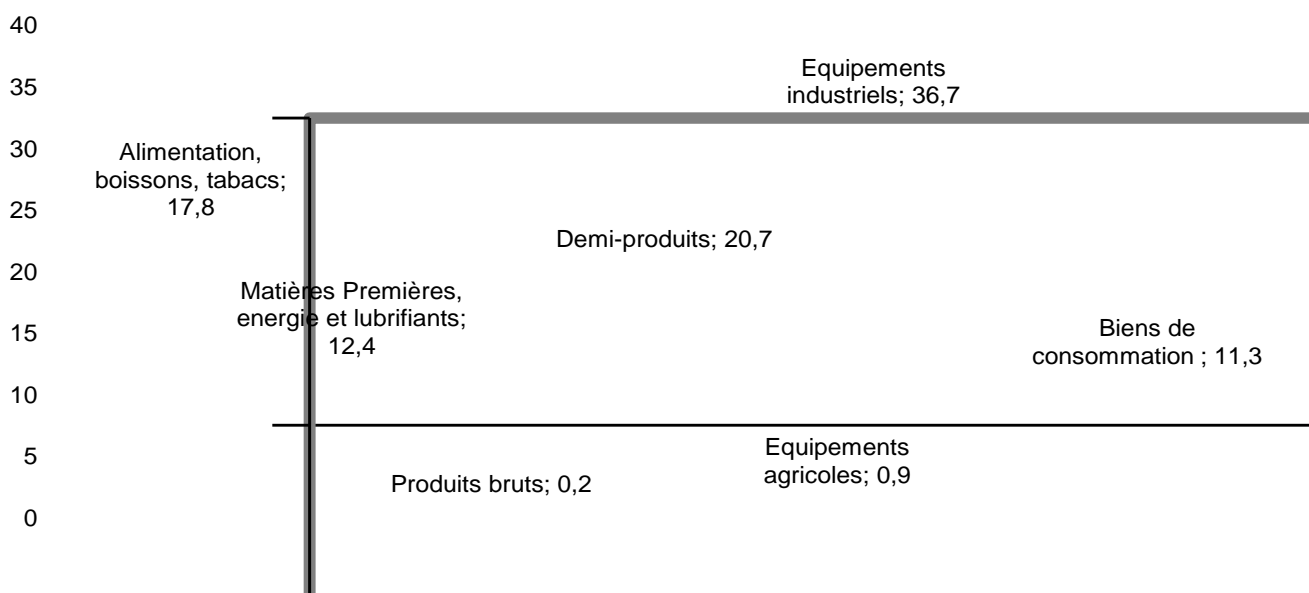 40
35
30
25
20
15
10
5
0
Equipements
industriels; 36,7
Alimentation,
boissons, tabacs;
17,8
Demi-produits; 20,7
Matières Premières,
energie et lubrifiants;
12,4
Biens de
consommation ; 11,3
Equipements
agricoles; 0,9
Produits bruts; 0,2